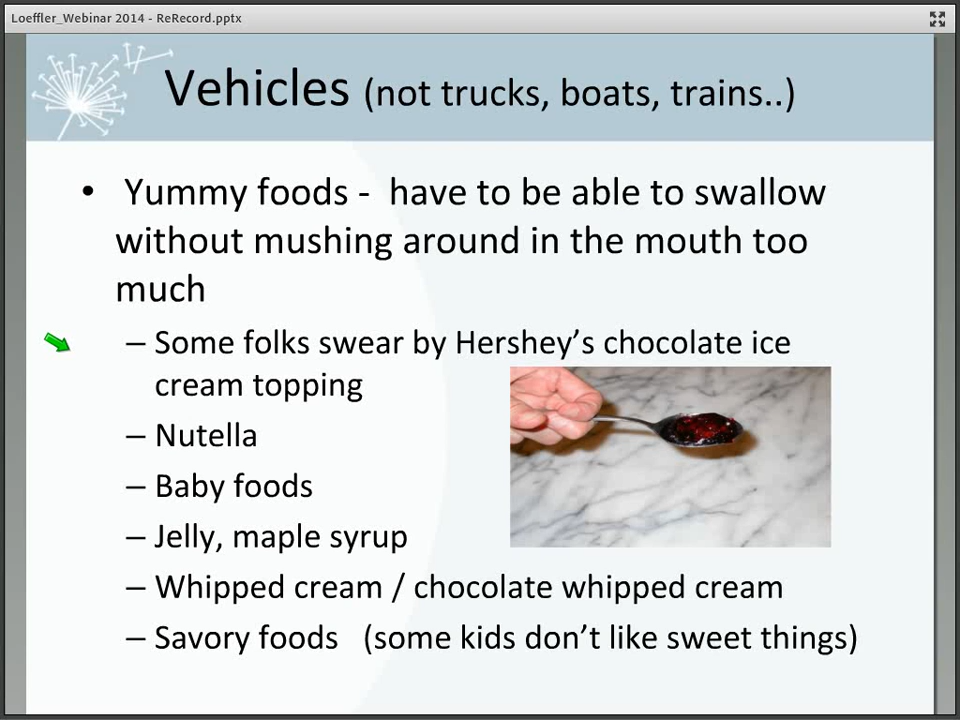 Loeffler_Webinar 2014 - ReRecord.pptx
Vehicles (not trucks, boats, trains..)
• Yummy foods - have to be able to swallow
without mushing around in the mouth too
much
– Some folks swear by Hershey’s chocolate ice
cream topping
– Nutella
– Baby foods
– Jelly, maple syrup
– Whipped cream / chocolate whipped cream
– Savory foods (some kids don’t like sweet things)